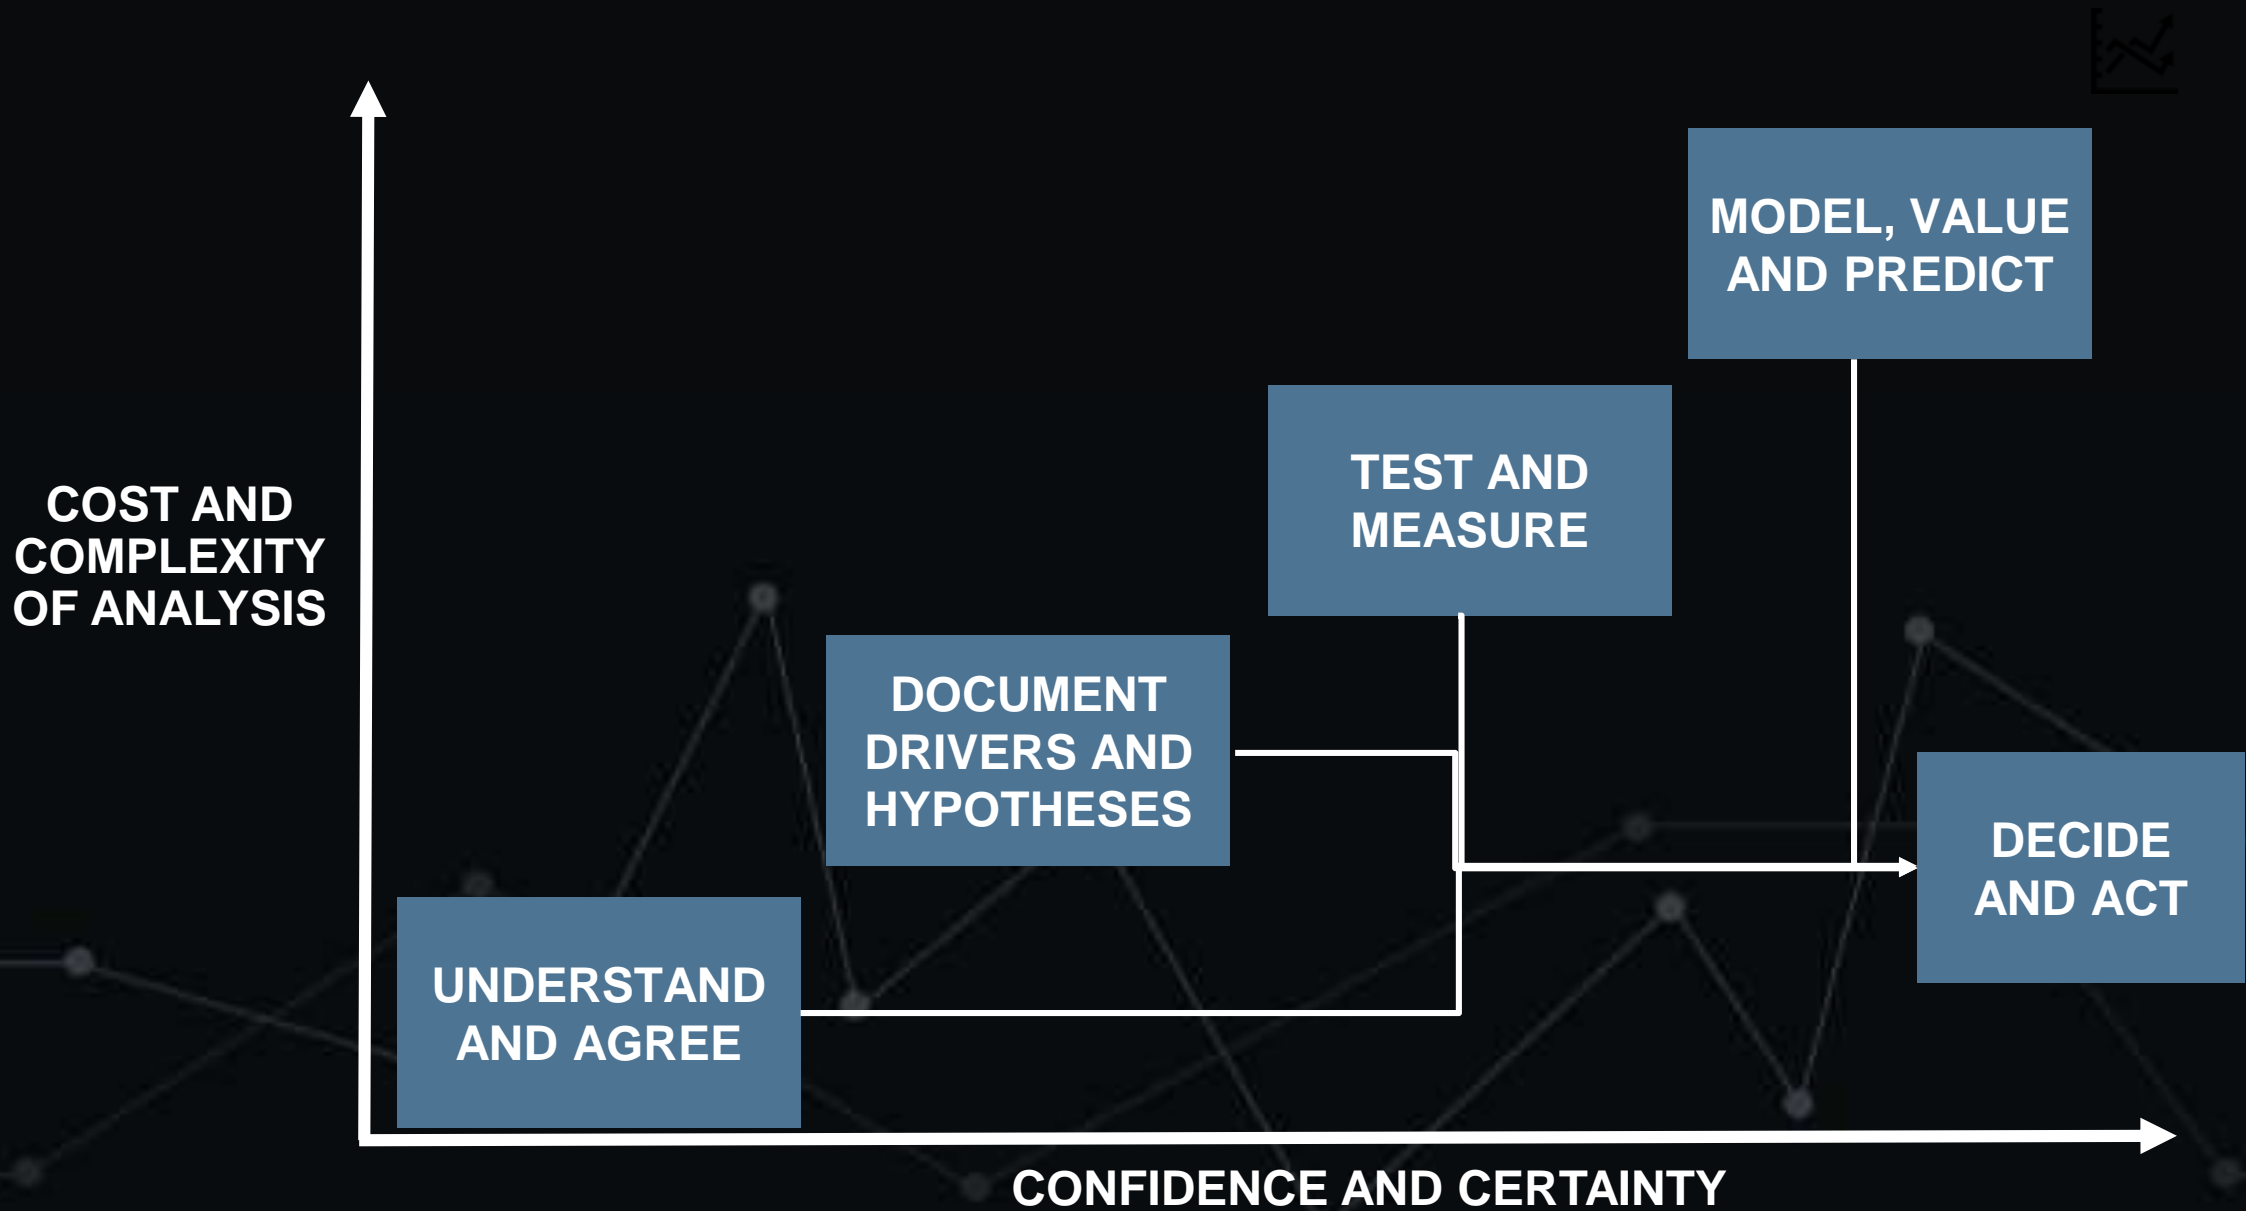 MODEL, VALUE
AND PREDICT
TEST AND
MEASURE
COST AND
COMPLEXITY
OF ANALYSIS
DOCUMENT
DRIVERS AND
HYPOTHESES
DECIDE
AND ACT
UNDERSTAND
AND AGREE
CONFIDENCE AND CERTAINTY